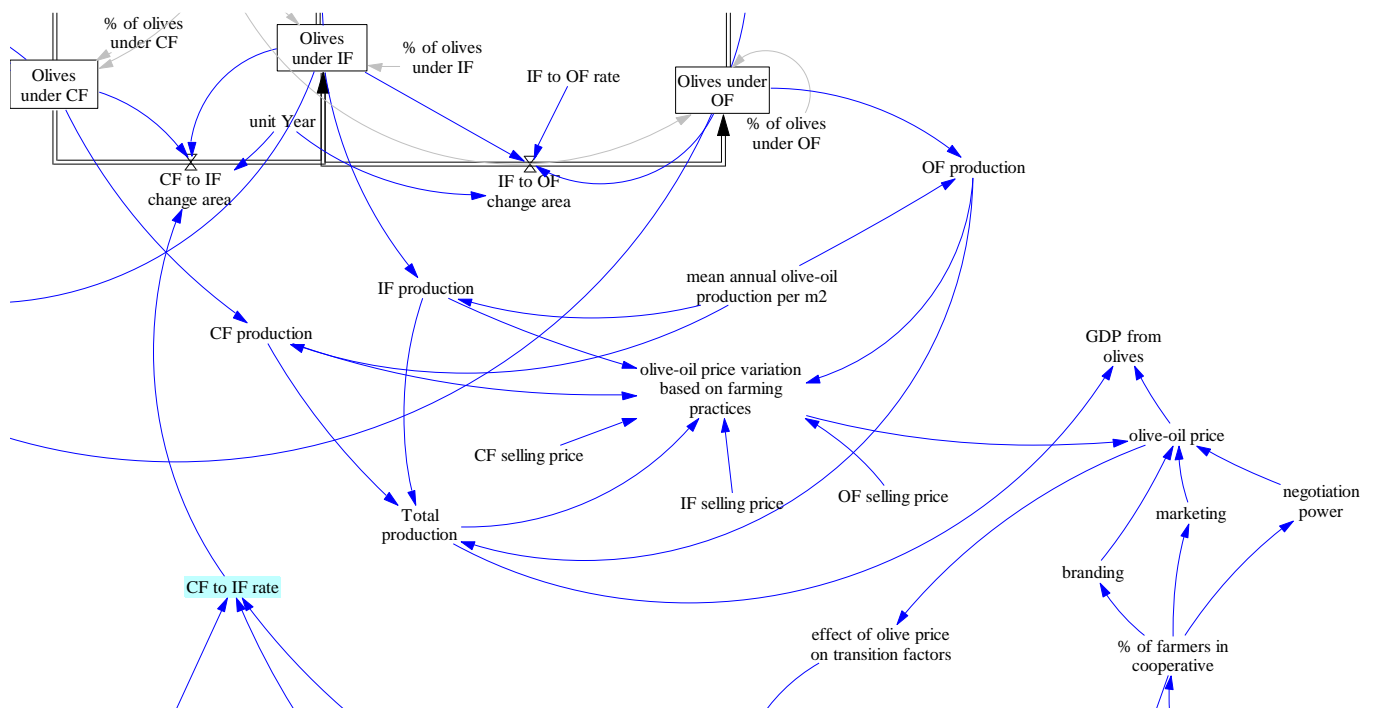 % of olives
under CF
Olives
under IF
% of olives
under IF
Olives
under CF
IF to OF rate
Olives under
OF
unit Year
% of olives
under OF
CF to IF
change area
IF to OF
change area
OF production
IF production
mean annual olive-oil
production per m2
CF production
GDP from
olives
olive-oil price variation
based on farming
practices
olive-oil price
CF selling price
IF selling price
OF selling price
negotiation
power
marketing
Total
production
branding
CF to IF rate
effect of olive price
on transition factors
% of farmers in
cooperative